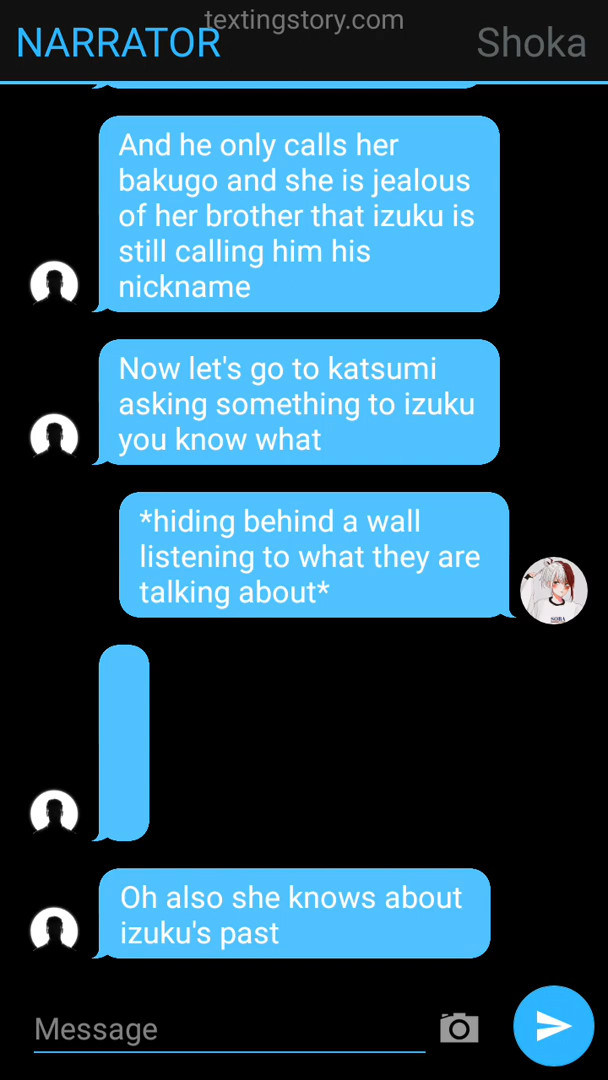 textingstory.com
NARRATOR
Shoka
And he only calls her
bakugo and she is jealous
of her brother that izuku is
still calling him his
nickname
Now let's go to katsumi
asking something to izuku
you know what
*hiding behind a wall
listening to what they are
talking about*
Oh also she knows about
izuku's past
Message